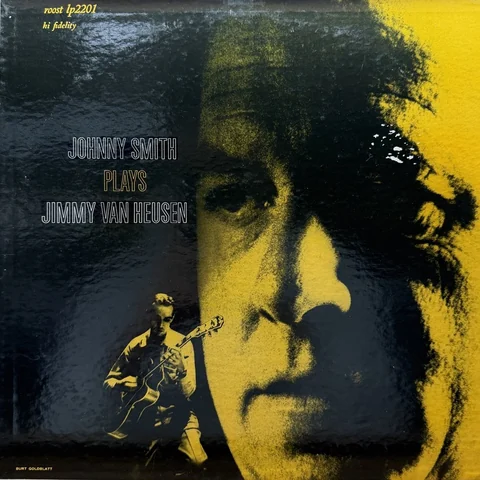 roost lp2201
hi fidelity
JOHNNY SMITH
PLAYS
JIMMY VAN HEUSEN
BURT GOLDBLATT